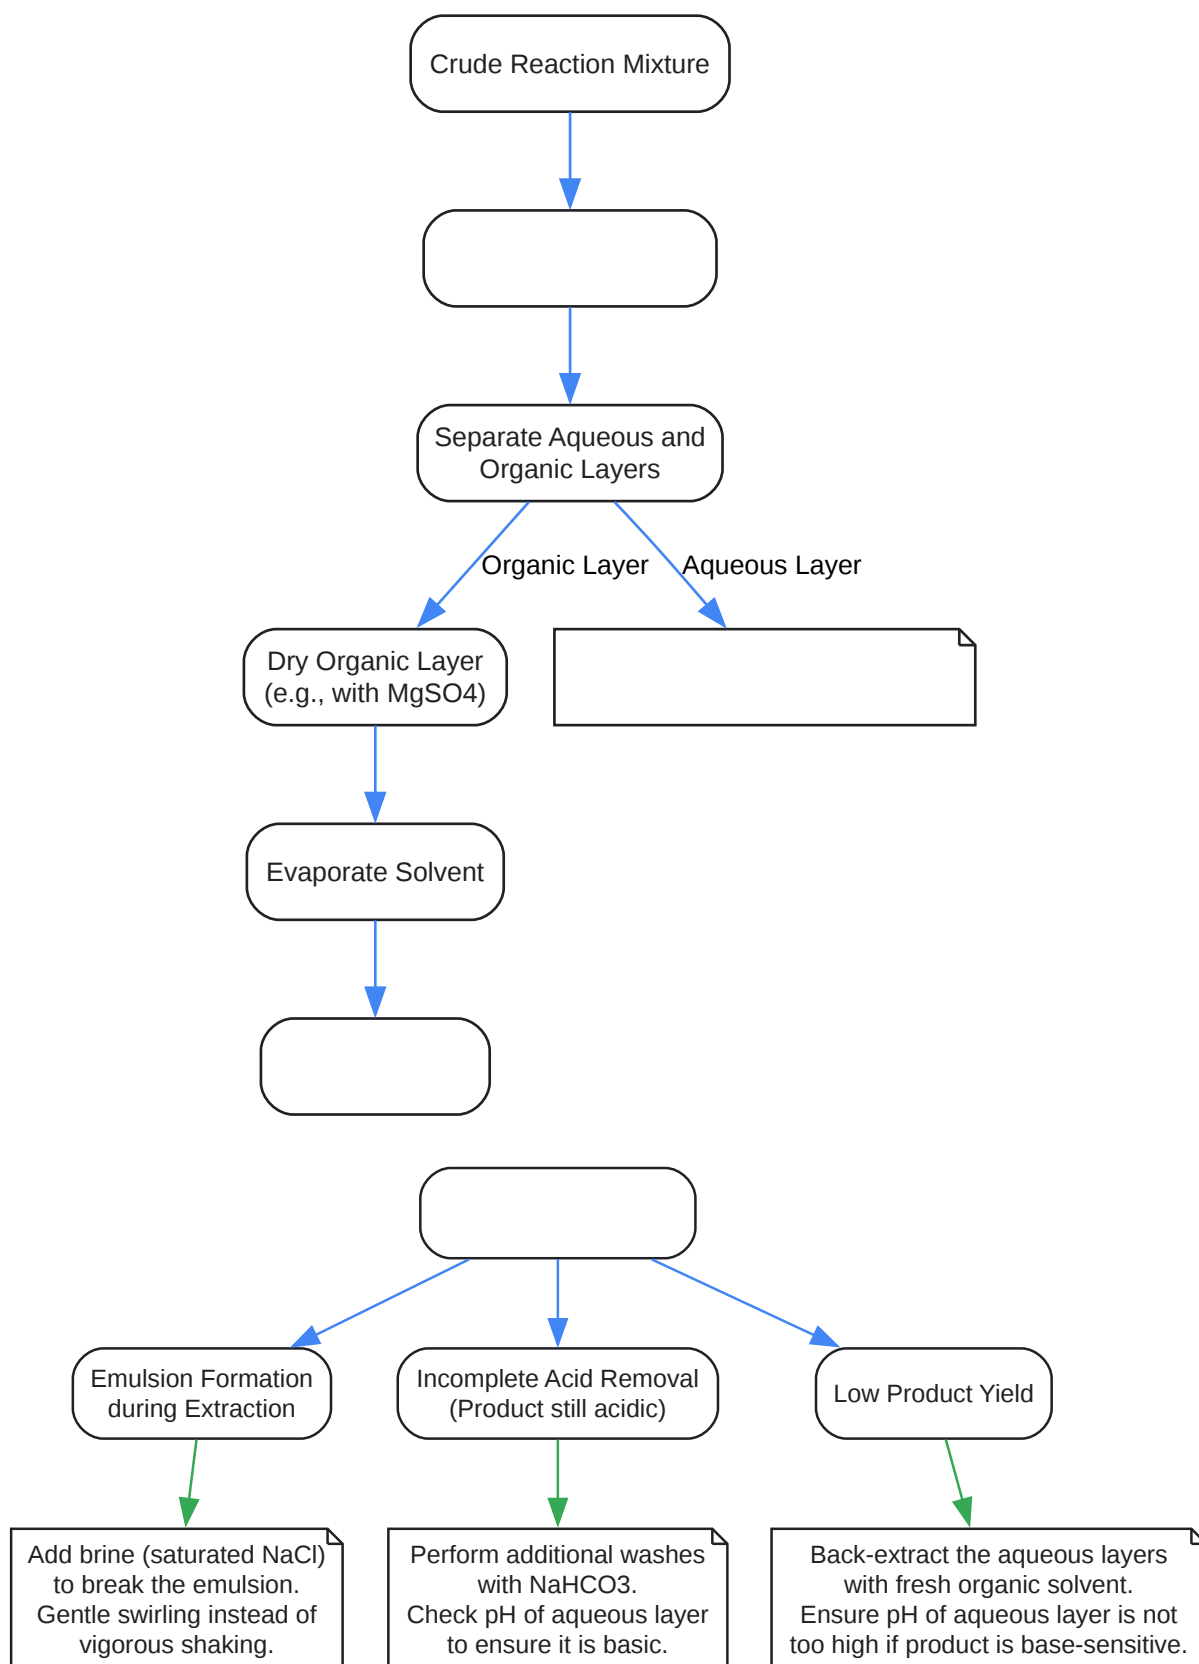 Crude Reaction Mixture
Separate Aqueous and
Organic Layers
Organic Layer
Aqueous Layer
Dry Organic Layer
(e.g., with MgSO4)
Evaporate Solvent
Emulsion Formation
during Extraction
Incomplete Acid Removal
(Product still acidic)
Low Product Yield
Add brine (saturated NaCl)
to break the emulsion.
Gentle swirling instead of
vigorous shaking.
Perform additional washes
with NaHCO3.
Check pH of aqueous layer
to ensure it is basic.
Back-extract the aqueous layers
with fresh organic solvent.
Ensure pH of aqueous layer is not
too high if product is base-sensitive.